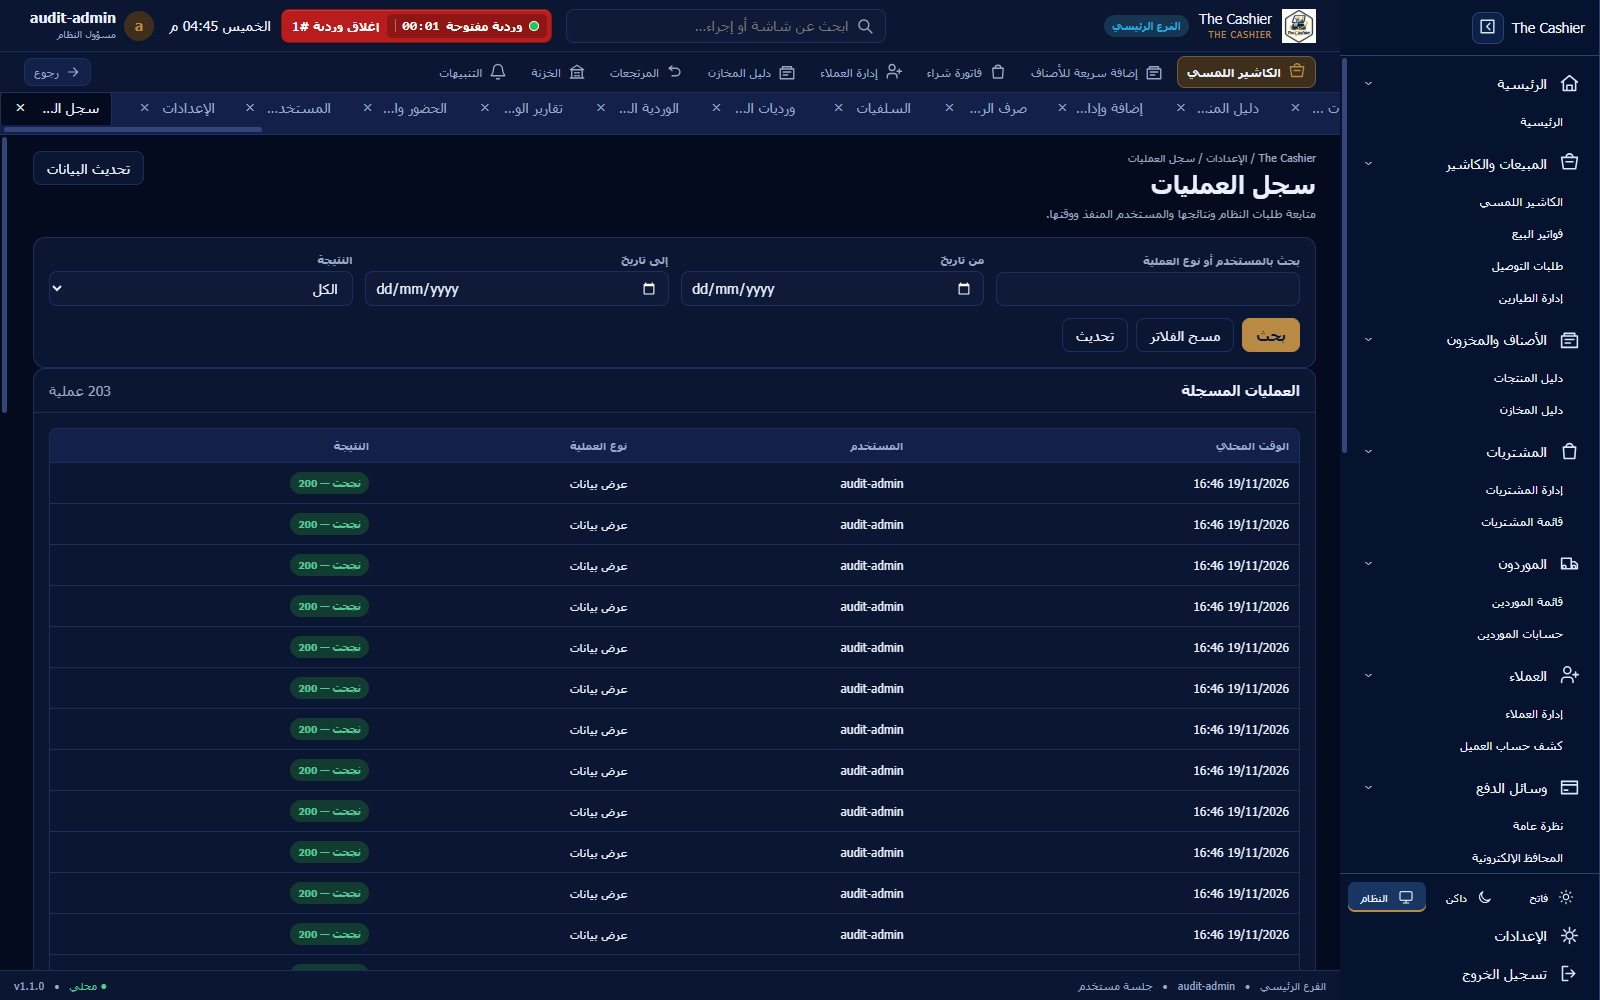 The Cashier
الرئيسية
الرئيسية
المبيعات والكاشير
الكاشير اللمسي
فواتير البيع
طلبات التوصيل
إدارة الطيارين
الأصناف والمخزون
دليل المنتجات
دليل المخازن
المشتريات
إدارة المشتريات
قائمة المشتريات
الموردون
قائمة الموردين
حسابات الموردين
العملاء
إدارة العملاء
كشف حساب العميل
وسائل الدفع
نظرة عامة
المحافظ الإلكترونية
فاتح
داكن
النظام
الإعدادات
تسجيل الخروج
The Cashier
THE CASHIER
الفرع الرئيسي
ابحث عن شاشة أو إجراء...
وردية مفتوحة 00:01
إغلاق وردية #1
الخميس 04:45 م
audit-admin
مسؤول النظام
a
الكاشير اللمسي
إضافة سريعة للأصناف
فاتورة شراء
إدارة العملاء
دليل المخازن
المرتجعات
الخزنة
التنبيهات
رجوع
ت ...
دليل المنـ...
إضافة وإدا...
صرف الر...
السلفيات
ورديات الـ...
الوردية الـ...
تقارير الو...
الحضور وا...
المستخد...
الإعدادات
سجل الـ...
The Cashier / الإعدادات / سجل العمليات
سجل العمليات
متابعة طلبات النظام ونتائجها والمستخدم المنفذ ووقتها.
تحديث البيانات
بحث بالمستخدم أو نوع العملية
من تاريخ
dd/mm/yyyy
إلى تاريخ
dd/mm/yyyy
النتيجة
الكل
بحث
مسح الفلاتر
تحديث
العمليات المسجلة
203 عملية
الوقت المحلي المستخدم نوع العملية النتيجة
16:46 19/11/2026 audit-admin عرض بيانات نجحت — 200
16:46 19/11/2026 audit-admin عرض بيانات نجحت — 200
16:46 19/11/2026 audit-admin عرض بيانات نجحت — 200
16:46 19/11/2026 audit-admin عرض بيانات نجحت — 200
16:46 19/11/2026 audit-admin عرض بيانات نجحت — 200
16:46 19/11/2026 audit-admin عرض بيانات نجحت — 200
16:46 19/11/2026 audit-admin عرض بيانات نجحت — 200
16:46 19/11/2026 audit-admin عرض بيانات نجحت — 200
16:46 19/11/2026 audit-admin عرض بيانات نجحت — 200
16:46 19/11/2026 audit-admin عرض بيانات نجحت — 200
16:46 19/11/2026 audit-admin عرض بيانات نجحت — 200
16:46 19/11/2026 audit-admin عرض بيانات نجحت — 200
الفرع الرئيسي • audit-admin • جلسة مستخدم
محلي • v1.1.0